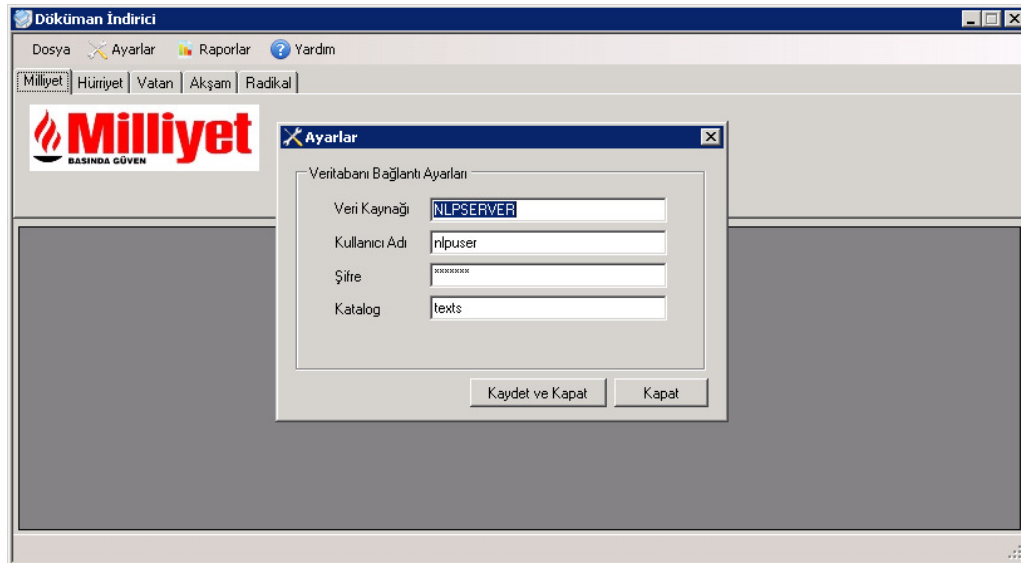 Döküman İndirici
Dosya Ayarlar Raporlar Yardım
Milliyet Hürriyet Vatan Akşam Radikal
Milliyet
BASINDA GÜVEN
Ayarlar
Veritabanı Bağlantı Ayarları
Veri Kaynağı NLPSERVER
Kullanıcı Adı nlpuser
Şifre *******
Katalog texts
Kaydet ve Kapat Kapat